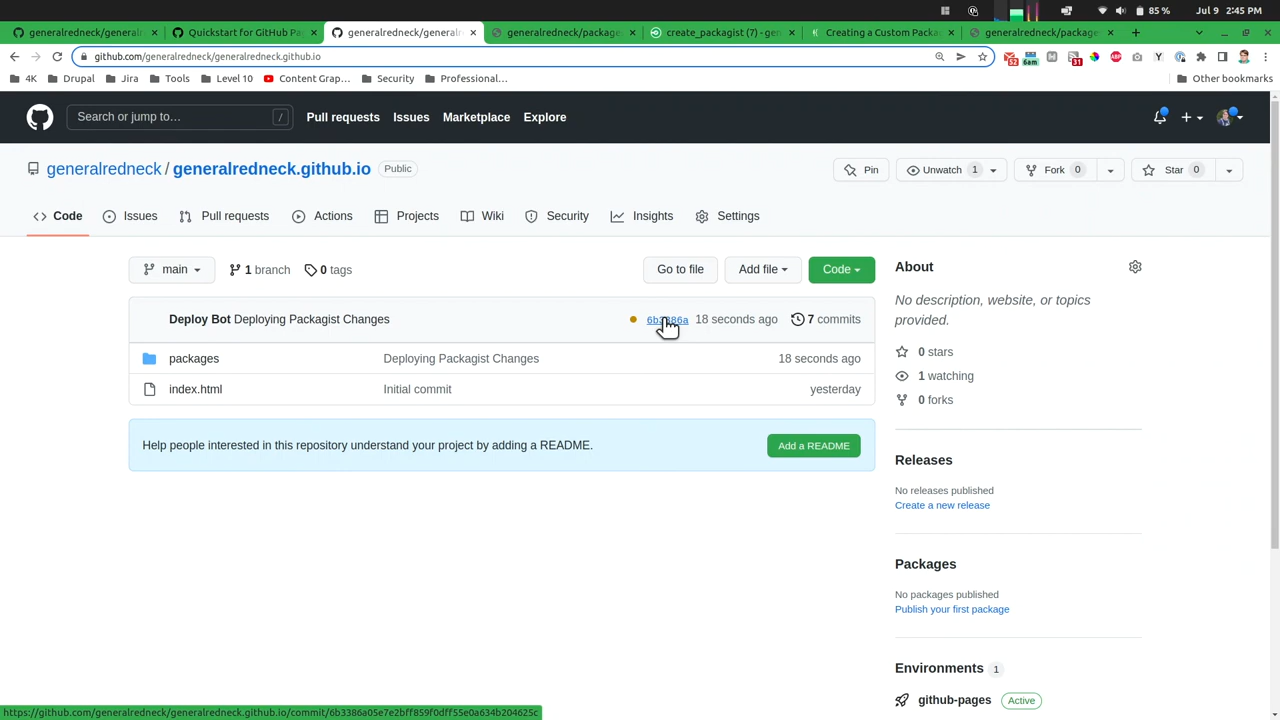 85 % Jul 9 2:45 PM
generalredneck/general
Quickstart for GitHub Pa
generalredneck/general
generalredneck/package
create_packagist (7) - gen
Creating a Custom Packa
generalredneck/package
github.com/generalredneck/generalredneck.github.io
52 6am 31 ABP
4K Drupal Jira Tools Level 10 Content Grap… Security Professional… Other bookmarks
Search or jump to… / Pull requests Issues Marketplace Explore
generalredneck / generalredneck.github.io Public
Pin Unwatch 1 Fork 0 Star 0
Code Issues Pull requests Actions Projects Wiki Security Insights Settings
main 1 branch 0 tags Go to file Add file Code
Deploy Bot Deploying Packagist Changes 18 seconds ago 7 commits
packages Deploying Packagist Changes 18 seconds ago
index.html Initial commit yesterday
Help people interested in this repository understand your project by adding a README. Add a README
About
No description, website, or topics
provided.
0 stars
1 watching
0 forks
Releases
No releases published
Create a new release
Packages
No packages published
Publish your first package
Environments 1
github-pages Active
https://github.com/generalredneck/generalredneck.github.io/commit/6b3386a05e7e2bff859f0dff55e0a634b204625c